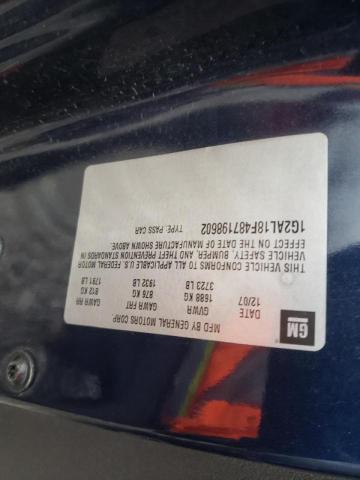 GM
MFD BY GENERAL MOTORS CORP
DATE GVWR GAWR FRT GAWR RR
12/07 1688 KG 876 KG 812 KG
3723 LB 1932 LB 1791 LB
THIS VEHICLE CONFORMS TO ALL APPLICABLE U.S. FEDERAL MOTOR
VEHICLE SAFETY, BUMPER, AND THEFT PREVENTION STANDARDS IN
EFFECT ON THE DATE OF MANUFACTURE SHOWN ABOVE.
1G2AL18F487198602 TYPE: PASS CAR